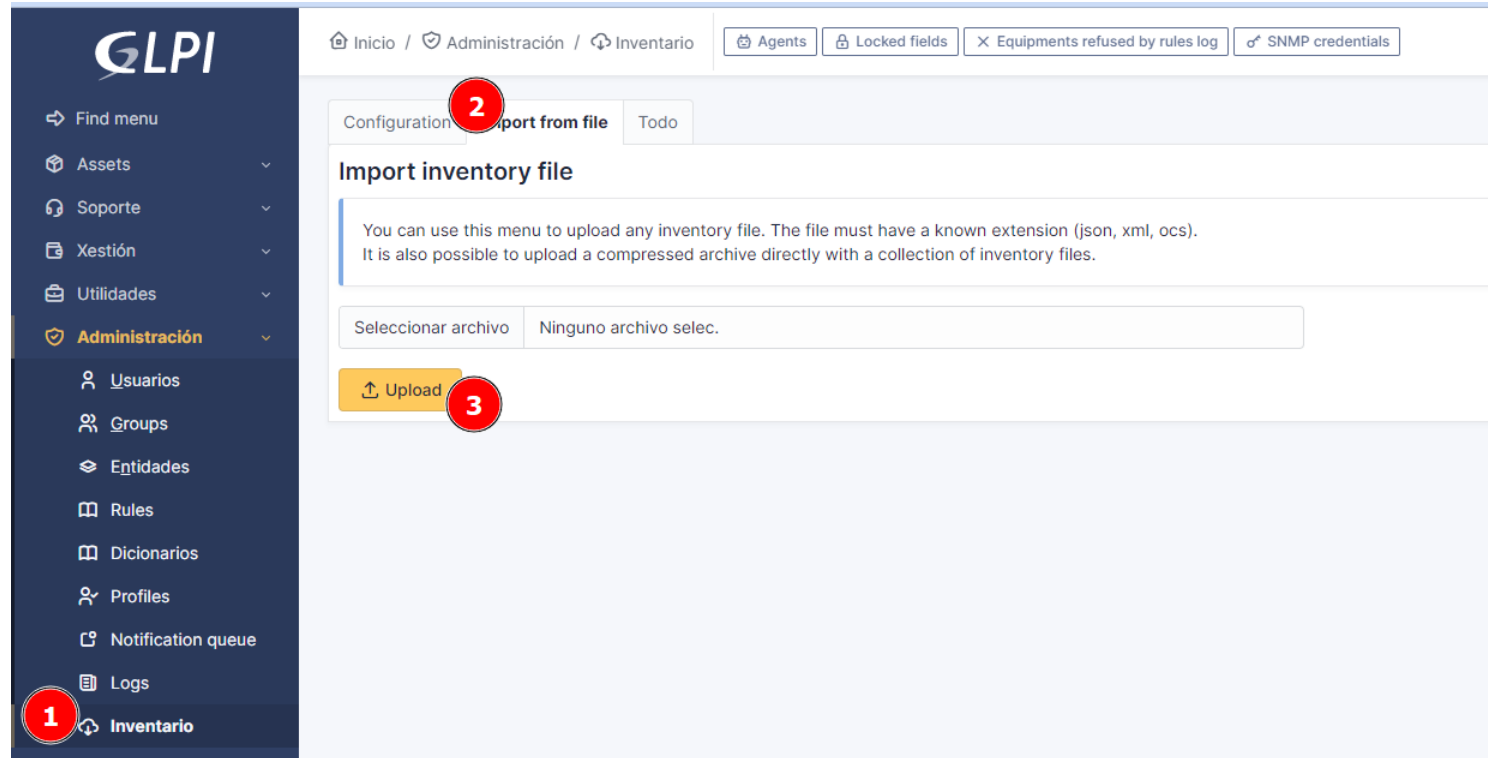 GLPI
Find menu
Assets
Soporte
Xestión
Utilidades
Administración
Usuarios
Groups
Entidades
Rules
Dicionarios
Profiles
Notification queue
Logs
1
Inventario
Inicio / Administración / Inventario
Agents
Locked fields
Equipments refused by rules log
SNMP credentials
Configuration
2
port from file
Todo
Import inventory file
You can use this menu to upload any inventory file. The file must have a known extension (json, xml, ocs).
It is also possible to upload a compressed archive directly with a collection of inventory files.
Seleccionar archivo
Ninguno archivo selec.
Upload
3